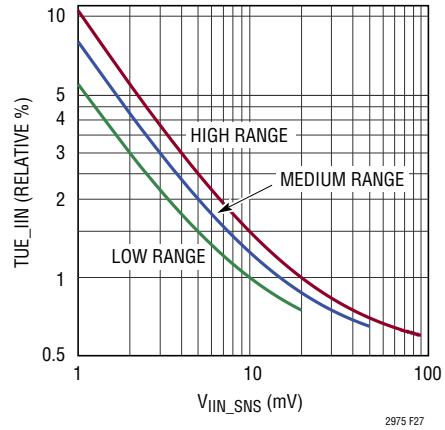 10
5
4
3
2
1
0.5
TUE_IIN (RELATIVE %)
HIGH RANGE
MEDIUM RANGE
LOW RANGE
1
10
100
VIIN_SNS (mV)
2975 F27